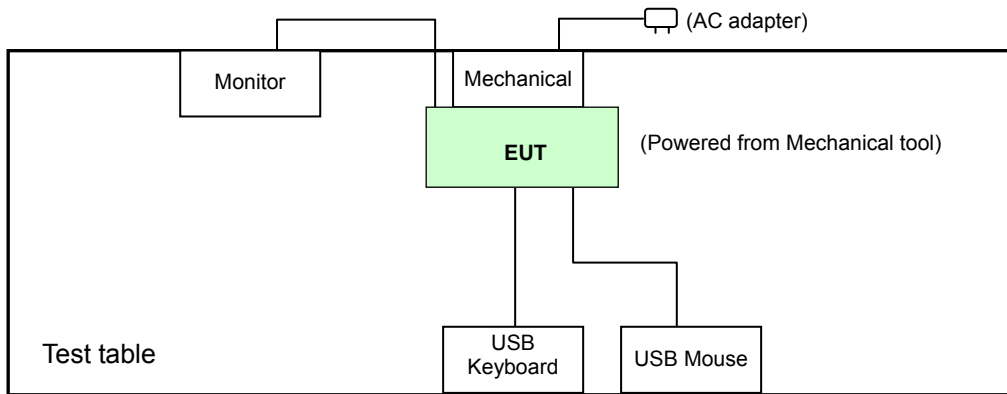 (AC adapter)
Monitor
Mechanical
EUT
(Powered from Mechanical tool)
Test table
USB
Keyboard
USB Mouse